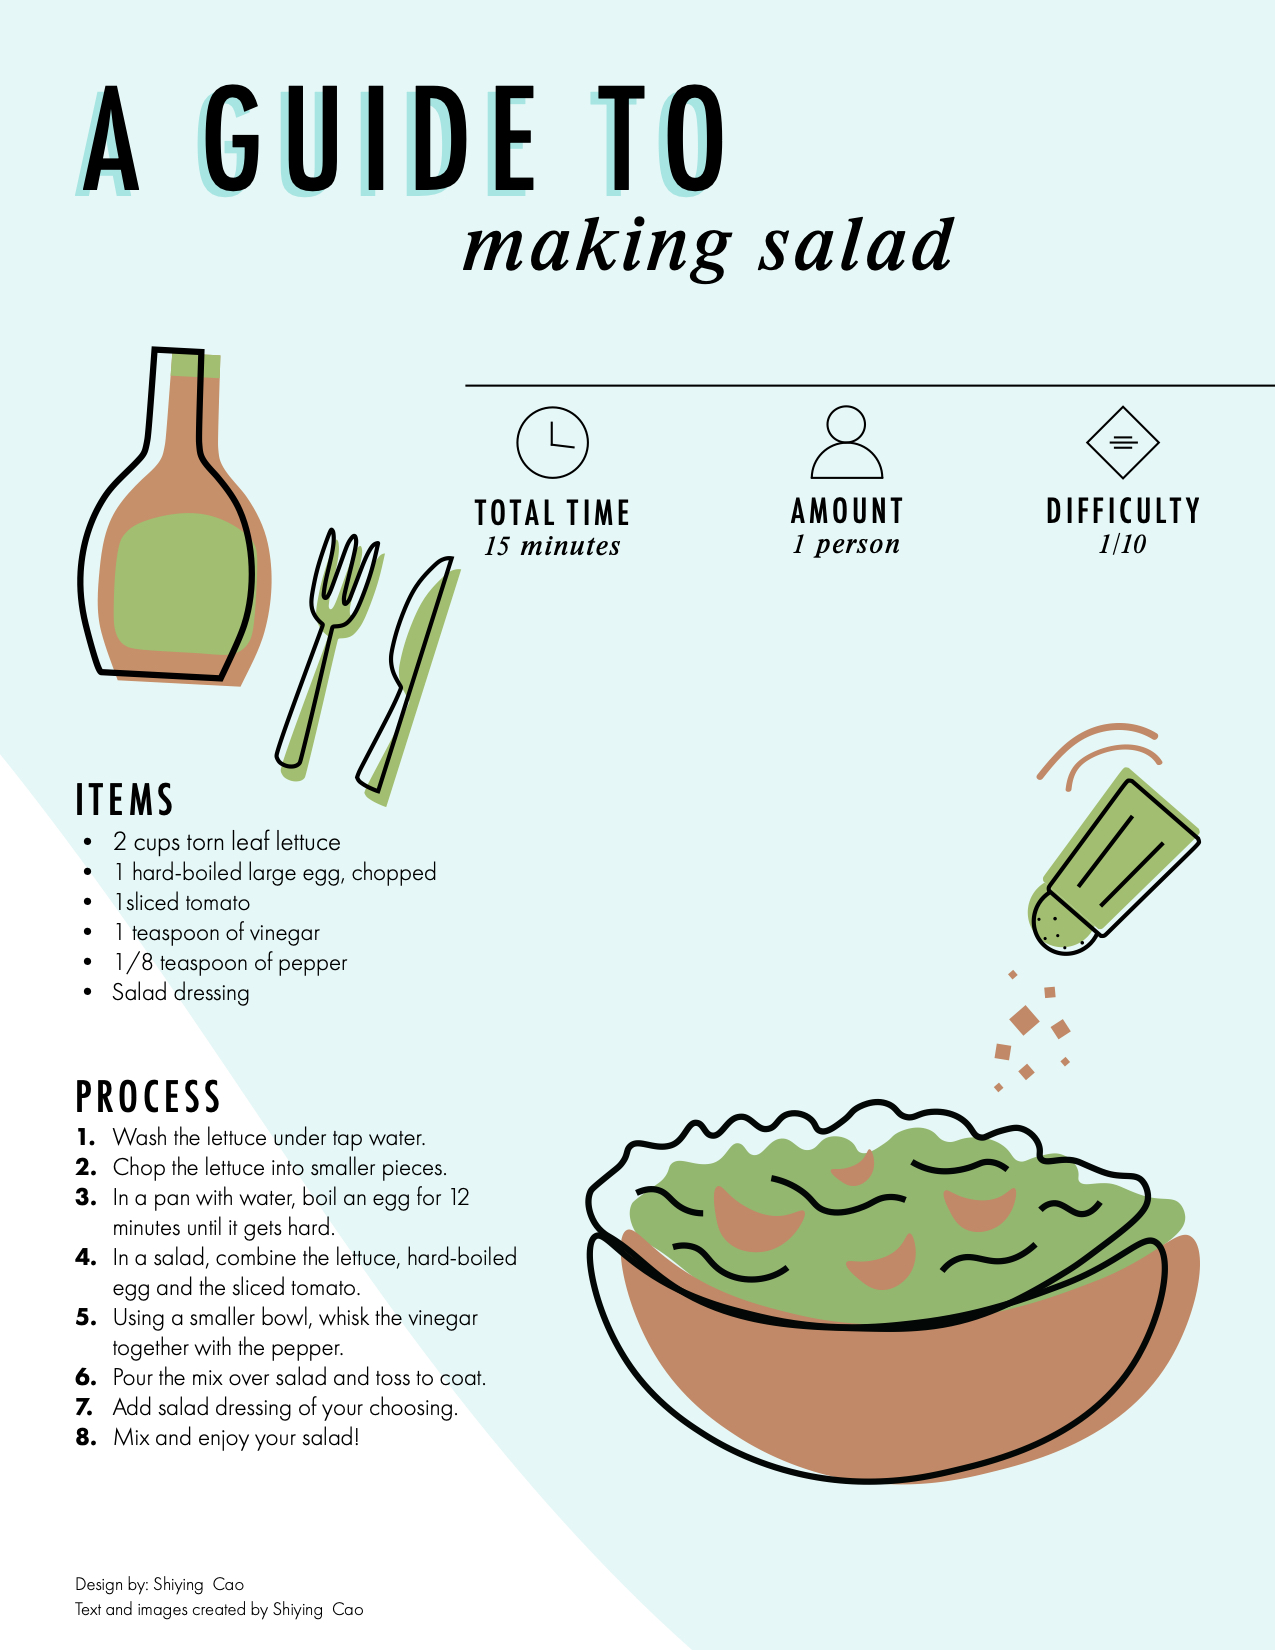 A GUIDE TO
making salad
TOTAL TIME
15 minutes
AMOUNT
1 person
DIFFICULTY
1/10
ITEMS
• 2 cups torn leaf lettuce
• 1 hard-boiled large egg, chopped
• 1sliced tomato
• 1 teaspoon of vinegar
• 1/8 teaspoon of pepper
• Salad dressing
PROCESS
1. Wash the lettuce under tap water.
2. Chop the lettuce into smaller pieces.
3. In a pan with water, boil an egg for 12
minutes until it gets hard.
4. In a salad, combine the lettuce, hard-boiled
egg and the sliced tomato.
5. Using a smaller bowl, whisk the vinegar
together with the pepper.
6. Pour the mix over salad and toss to coat.
7. Add salad dressing of your choosing.
8. Mix and enjoy your salad!
Design by: Shiying Cao
Text and images created by Shiying Cao